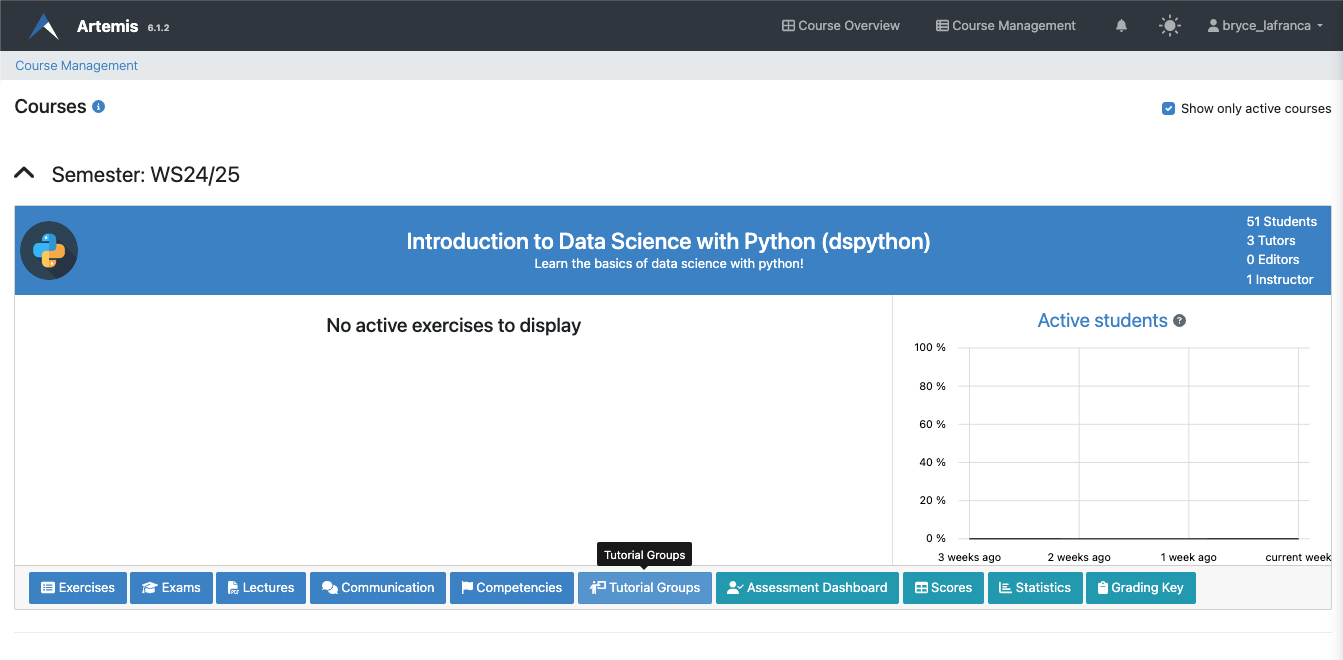 Artemis 6.1.2
Course Overview
Course Management
bryce_lafranca
Course Management
Courses
Show only active courses
Semester: WS24/25
Introduction to Data Science with Python (dspython)
Learn the basics of data science with python!
51 Students
3 Tutors
0 Editors
1 Instructor
No active exercises to display
Active students
100 %
80 %
60 %
40 %
20 %
0 %
3 weeks ago
2 weeks ago
1 week ago
current week
Tutorial Groups
Exercises
Exams
Lectures
Communication
Competencies
Tutorial Groups
Assessment Dashboard
Scores
Statistics
Grading Key